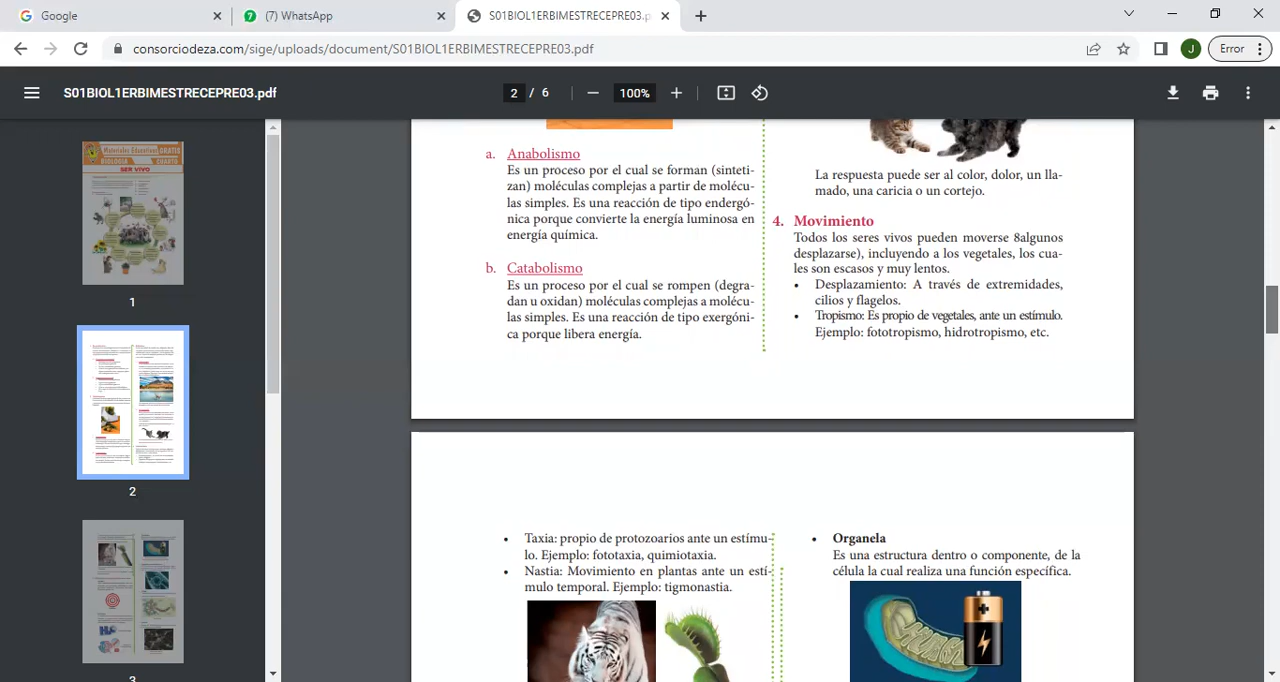 Google
(7) WhatsApp
S01BIOL1ERBIMESTRECEPRE03.p
consorciodeza.com/sige/uploads/document/S01BIOL1ERBIMESTRECEPRE03.pdf
J
Error
S01BIOL1ERBIMESTRECEPRE03.pdf
2 / 6
100%
Materiales Educativos GRATIS
BIOLOGIA CUARTO
SER VIVO
1
2
3
a. Anabolismo
Es un proceso por el cual se forman (sinteti-
zan) moléculas complejas a partir de molécu-
las simples. Es una reacción de tipo endergó-
nica porque convierte la energía luminosa en
energía química.
b. Catabolismo
Es un proceso por el cual se rompen (degra-
dan u oxidan) moléculas complejas a molécu-
las simples. Es una reacción de tipo exergóni-
ca porque libera energía.
La respuesta puede ser al color, dolor, un lla-
mado, una caricia o un cortejo.
4. Movimiento
Todos los seres vivos pueden moverse 8algunos
desplazarse), incluyendo a los vegetales, los cua-
les son escasos y muy lentos.
• Desplazamiento: A través de extremidades,
cilios y flagelos.
• Tropismo: Es propio de vegetales, ante un estímulo.
Ejemplo: fototropismo, hidrotropismo, etc.
• Taxia: propio de protozoarios ante un estímu-
lo. Ejemplo: fototaxia, quimiotaxia.
• Nastia: Movimiento en plantas ante un estí-
mulo temporal. Ejemplo: tigmonastia.
• Organela
Es una estructura dentro o componente, de la
célula la cual realiza una función específica.